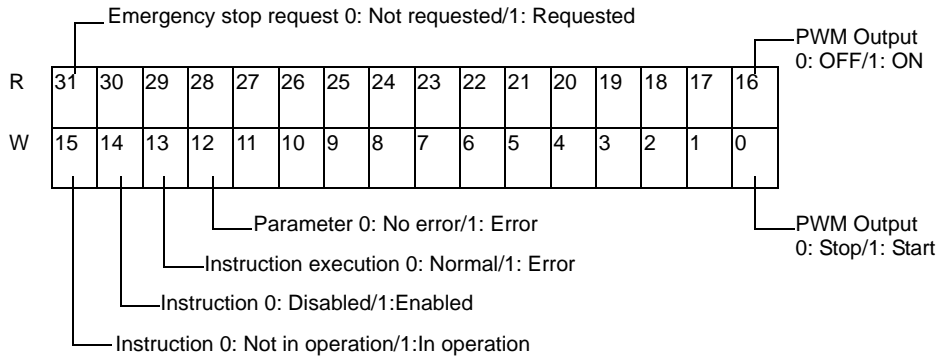 Emergency stop request 0: Not requested/1: Requested
PWM Output
0: OFF/1: ON
R 31 30 29 28 27 26 25 24 23 22 21 20 19 18 17 16
W 15 14 13 12 11 10 9 8 7 6 5 4 3 2 1 0
Parameter 0: No error/1: Error
PWM Output
0: Stop/1: Start
Instruction execution 0: Normal/1: Error
Instruction 0: Disabled/1:Enabled
Instruction 0: Not in operation/1:In operation